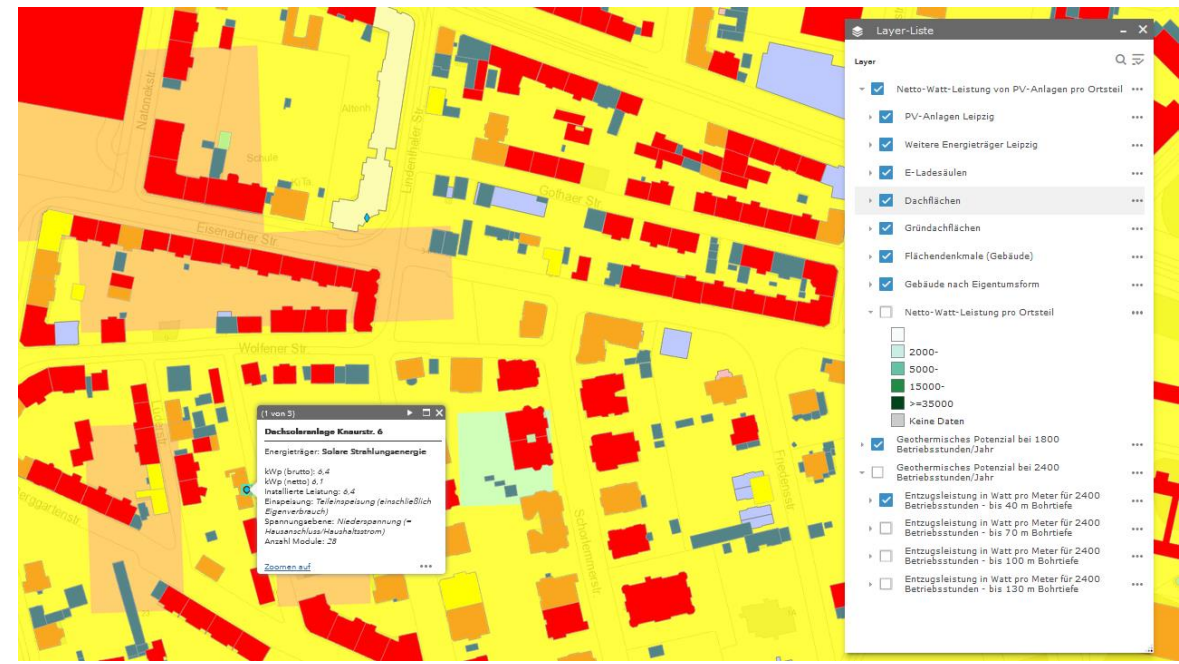 Natonekstr.
Altenh.
Schule
KiTa.
Lindenthaler Str.
Gothaer Str.
Eisenacher Str.
Wolfener Str.
Lüderstr.
Schorlemmerstr.
Friedensstr.
(1 von 5)
Dachsolaranlage Knaurstr. 6
Energieträger: Solare Strahlungsenergie
kWp (brutto): 6,4
kWp (netto) 6,1
Installierte Leistung: 6,4
Einspeisung: Teileinspeisung (einschließlich
Eigenverbrauch)
Spannungsebene: Niederspannung (=
Hausanschluss/Haushaltsstrom)
Anzahl Module: 28
Zoomen auf
Layer-Liste
Layer
Netto-Watt-Leistung von PV-Anlagen pro Ortsteil
PV-Anlagen Leipzig
Weitere Energieträger Leipzig
E-Ladesäulen
Dachflächen
Gründachflächen
Flächendenkmale (Gebäude)
Gebäude nach Eigentumsform
Netto-Watt-Leistung pro Ortsteil
2000-
5000-
15000-
>=35000
Keine Daten
Geothermisches Potenzial bei 1800
Betriebsstunden/Jahr
Geothermisches Potenzial bei 2400
Betriebsstunden/Jahr
Entzugsleistung in Watt pro Meter für 2400
Betriebsstunden - bis 40 m Bohrtiefe
Entzugsleistung in Watt pro Meter für 2400
Betriebsstunden - bis 70 m Bohrtiefe
Entzugsleistung in Watt pro Meter für 2400
Betriebsstunden - bis 100 m Bohrtiefe
Entzugsleistung in Watt pro Meter für 2400
Betriebsstunden - bis 130 m Bohrtiefe